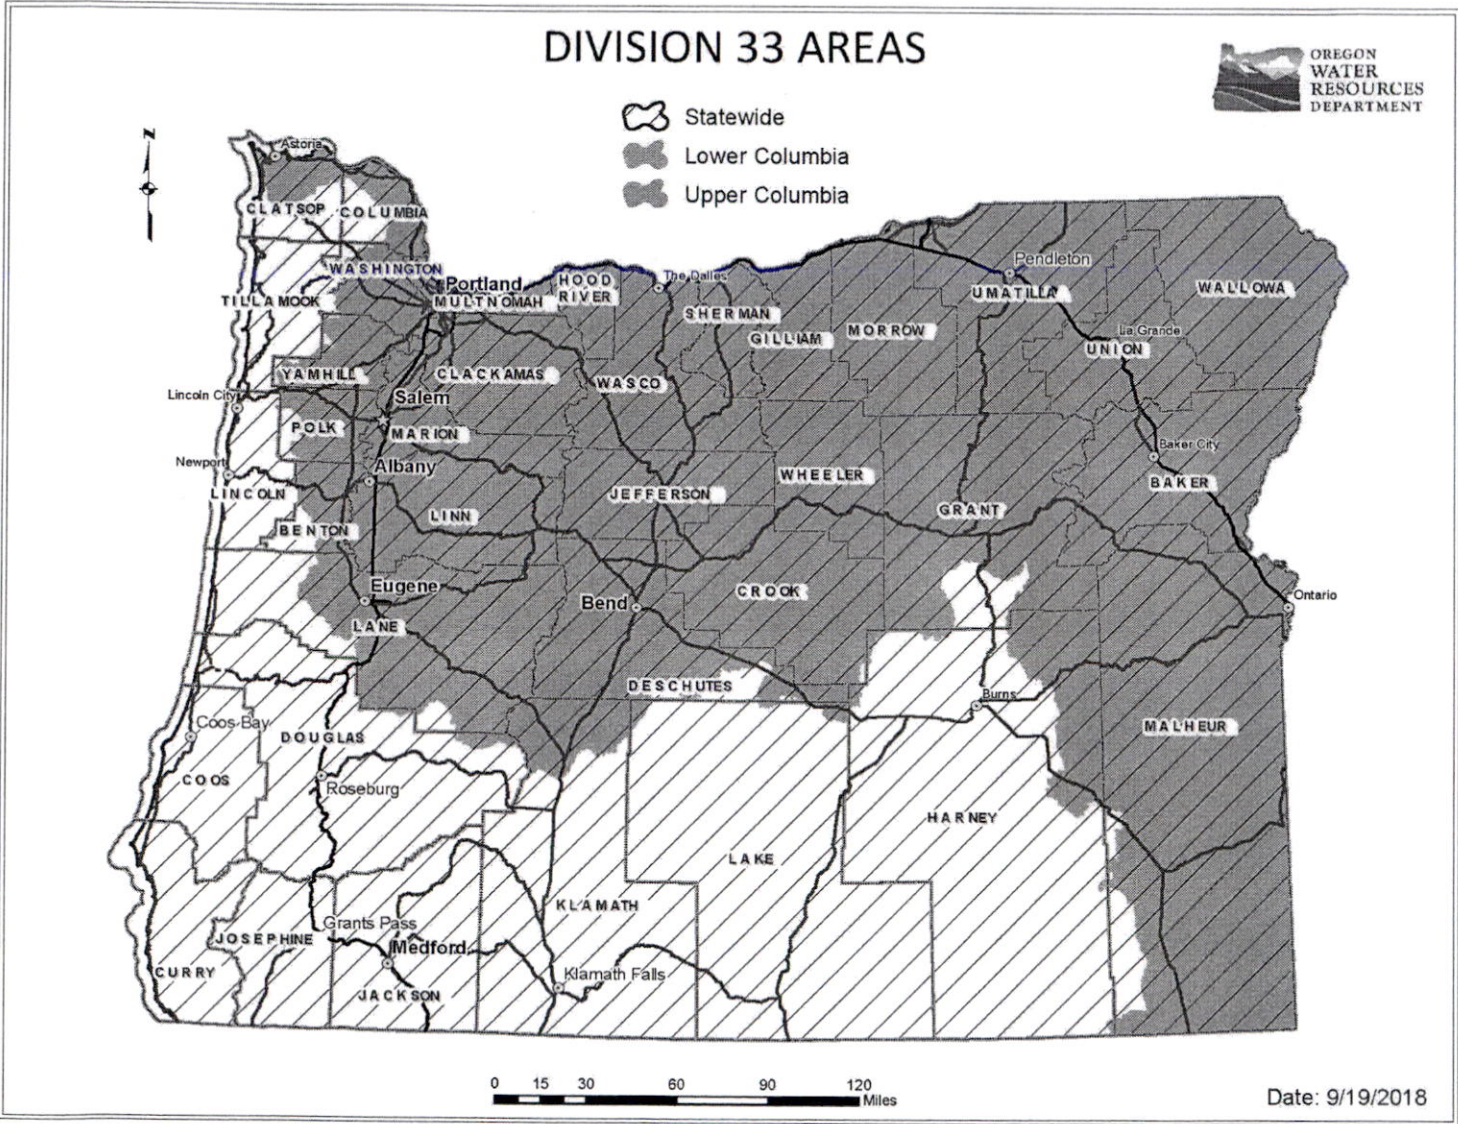 DIVISION 33 AREAS
OREGON
WATER
RESOURCES
DEPARTMENT
Statewide
Lower Columbia
Upper Columbia
N
Astoria
CLATSOP
COLUMBIA
WASHINGTON
Portland
MULTNOMAH
HOOD
RIVER
The Dalles
Pendleton
UMATILLA
WALLOWA
TILLAMOOK
SHERMAN
GILLIAM
MORROW
La Grande
UNION
YAMHILL
CLACKAMAS
WASCO
Lincoln City
Salem
POLK
MARION
Baker City
Newport
Albany
WHEELER
BAKER
LINCOLN
JEFFERSON
GRANT
LINN
BENTON
Eugene
CROOK
Bend
Ontario
LANE
DESCHUTES
Burns
Coos Bay
DOUGLAS
MALHEUR
COOS
Roseburg
HARNEY
LAKE
KLAMATH
Grants Pass
JOSEPHINE
Medford
CURRY
Klamath Falls
JACKSON
0 15 30 60 90 120
Miles
Date: 9/19/2018